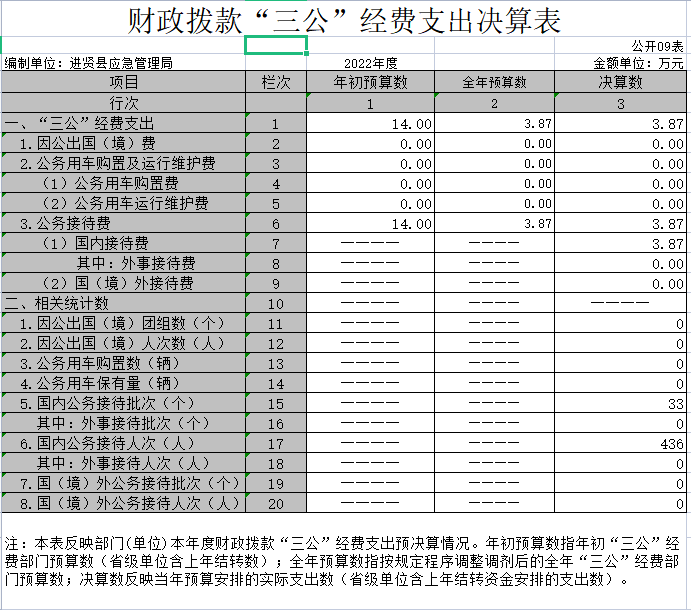 财政拨款“三公”经费支出决算表
公开09表
编制单位：进贤县应急管理局 2022年度 金额单位：万元
项目 栏次 年初预算数 全年预算数 决算数
行次 1 2 3
一、“三公”经费支出 1 14.00 3.87 3.87
1.因公出国（境）费 2 0.00 0.00 0.00
2.公务用车购置及运行维护费 3 0.00 0.00 0.00
（1）公务用车购置费 4 0.00 0.00 0.00
（2）公务用车运行维护费 5 0.00 0.00 0.00
3.公务接待费 6 14.00 3.87 3.87
（1）国内接待费 7 ———— ———— 3.87
其中：外事接待费 8 ———— ———— 0.00
（2）国（境）外接待费 9 ———— ———— 0.00
二、相关统计数 10 ———— ———— ————
1.因公出国（境）团组数（个） 11 ———— ———— 0
2.因公出国（境）人次数（人） 12 ———— ———— 0
3.公务用车购置数（辆） 13 ———— ———— 0
4.公务用车保有量（辆） 14 ———— ———— 0
5.国内公务接待批次（个） 15 ———— ———— 33
其中：外事接待批次（个） 16 ———— ———— 0
6.国内公务接待人次（人） 17 ———— ———— 436
其中：外事接待人次（人） 18 ———— ———— 0
7.国（境）外公务接待批次（个） 19 ———— ———— 0
8.国（境）外公务接待人次（人） 20 ———— ———— 0
注：本表反映部门(单位)本年度财政拨款“三公”经费支出预决算情况。年初预算数指年初“三公”经
费部门预算数（省级单位含上年结转数）；全年预算数指按规定程序调整调剂后的全年“三公”经费部
门预算数；决算数反映当年预算安排的实际支出数（省级单位含上年结转资金安排的支出数）。